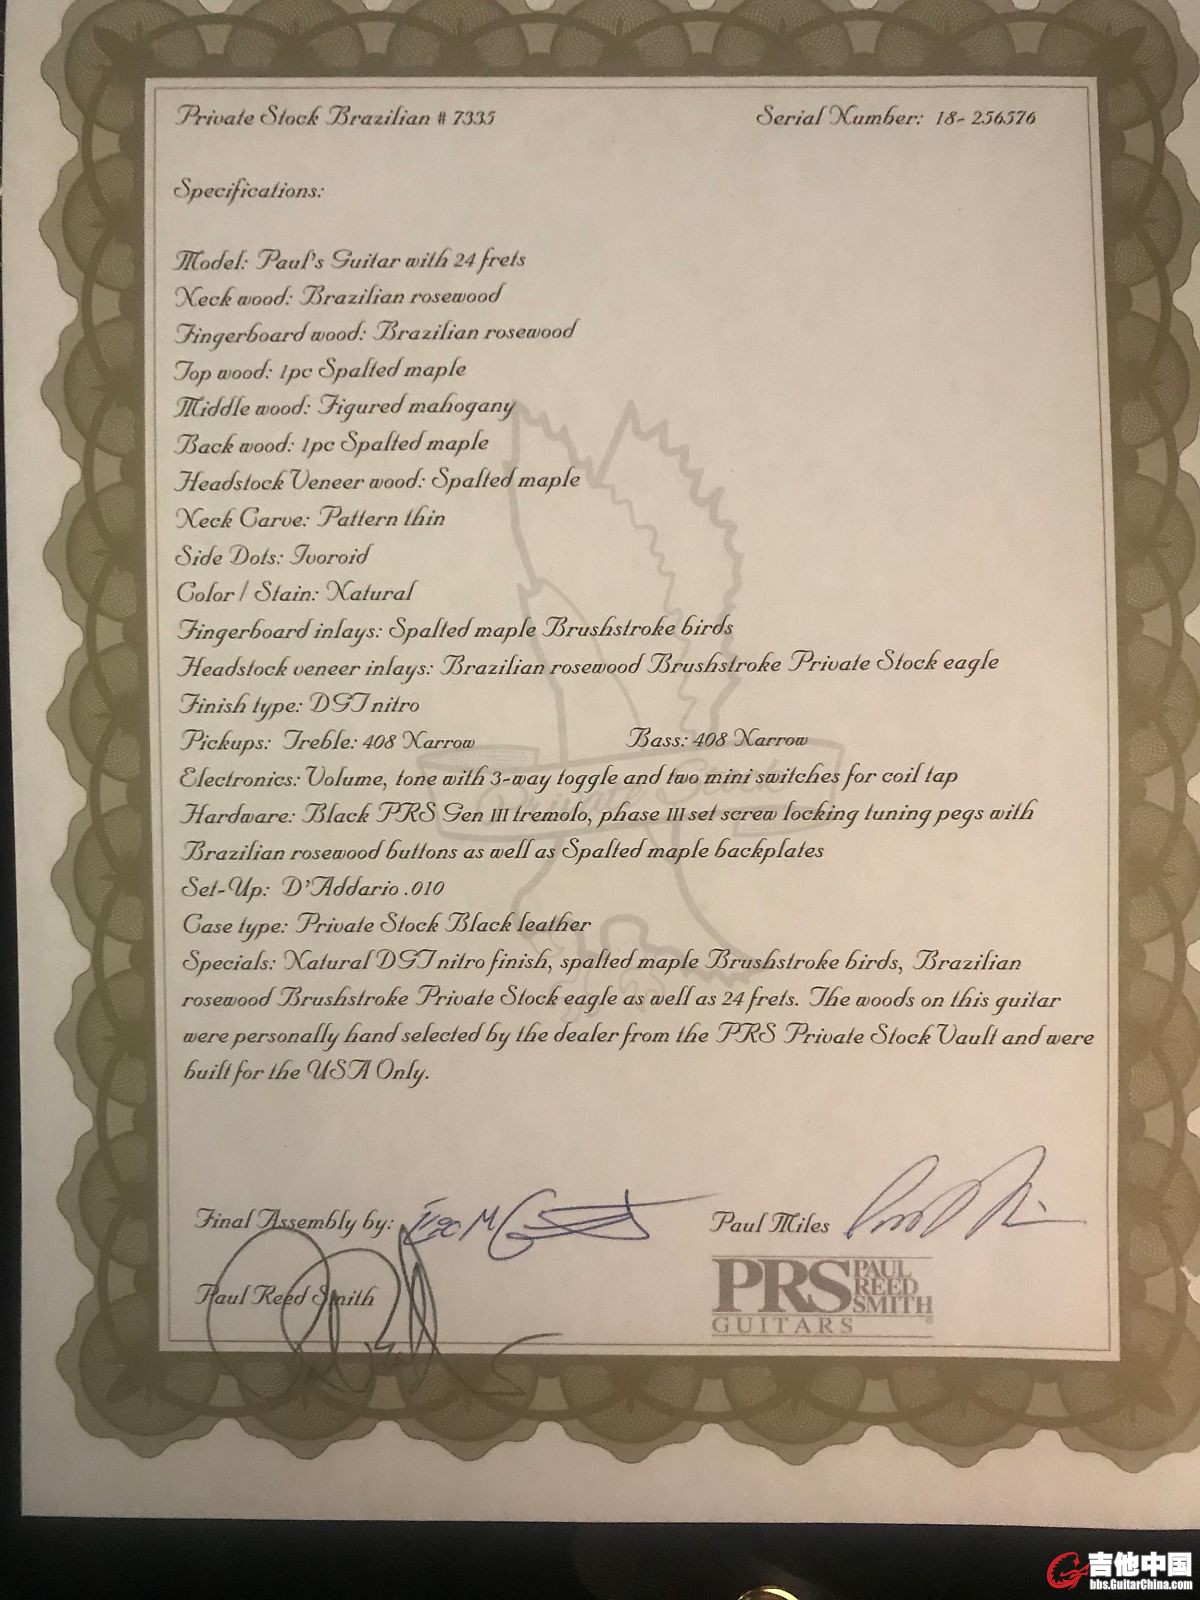 Private Stock Brazilian # 7335
Serial Number: 18- 256576
Specifications:
Model: Paul's Guitar with 24 frets
Neck wood: Brazilian rosewood
Fingerboard wood: Brazilian rosewood
Top wood: 1pc Spalted maple
Middle wood: Figured mahogany
Back wood: 1pc Spalted maple
Headstock Veneer wood: Spalted maple
Neck Carve: Pattern thin
Side Dots: Ivoroid
Color / Stain: Natural
Fingerboard inlays: Spalted maple Brushstroke birds
Headstock veneer inlays: Brazilian rosewood Brushstroke Private Stock eagle
Finish type: DGT nitro
Pickups: Treble: 408 Narrow Bass: 408 Narrow
Electronics: Volume, tone with 3-way toggle and two mini switches for coil tap
Hardware: Black PRS Gen III tremolo, phase III set screw locking tuning pegs with
Brazilian rosewood buttons as well as Spalted maple backplates
Set-Up: D'Addario .010
Case type: Private Stock Black leather
Specials: Natural DGT nitro finish, spalted maple Brushstroke birds, Brazilian
rosewood Brushstroke Private Stock eagle as well as 24 frets. The woods on this guitar
were personally hand selected by the dealer from the PRS Private Stock Vault and were
built for the USA Only.
Final Assembly by:
Paul Miles
Paul Reed Smith
PRS PAUL REED SMITH
GUITARS
吉他中国
bbs.GuitarChina.com